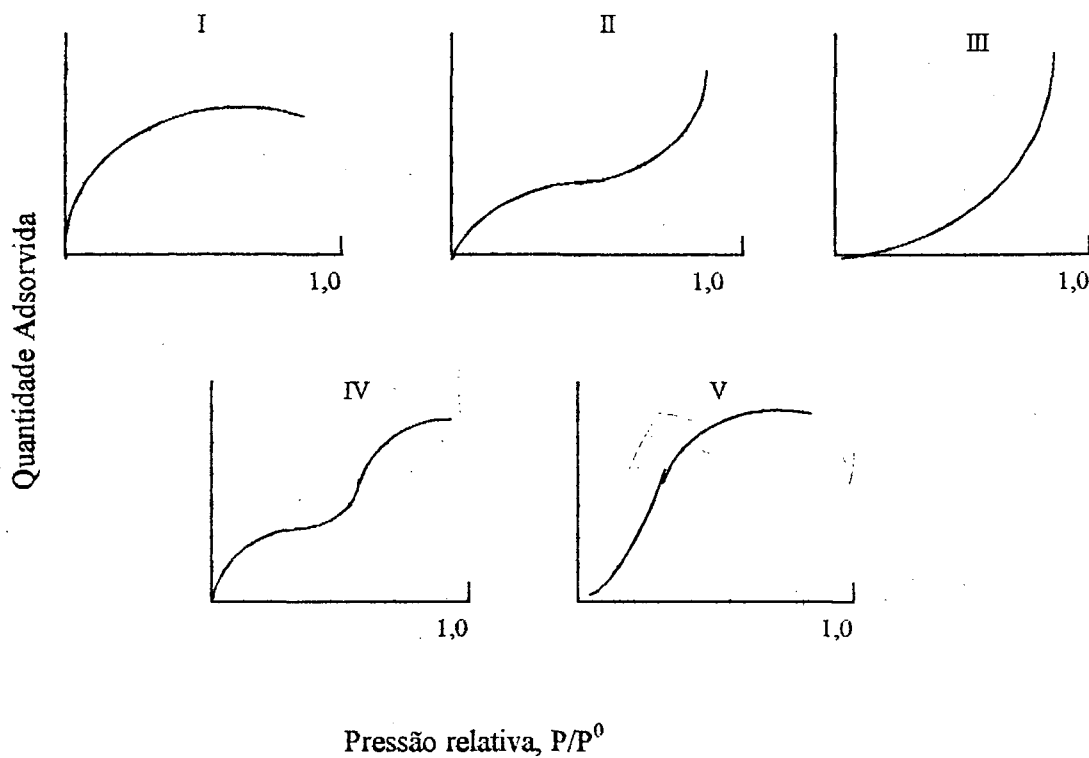 I
II
III
1,0
1,0
1,0
Quantidade Adsorvida
IV
V
1,0
1,0
Pressão relativa, P/P⁰